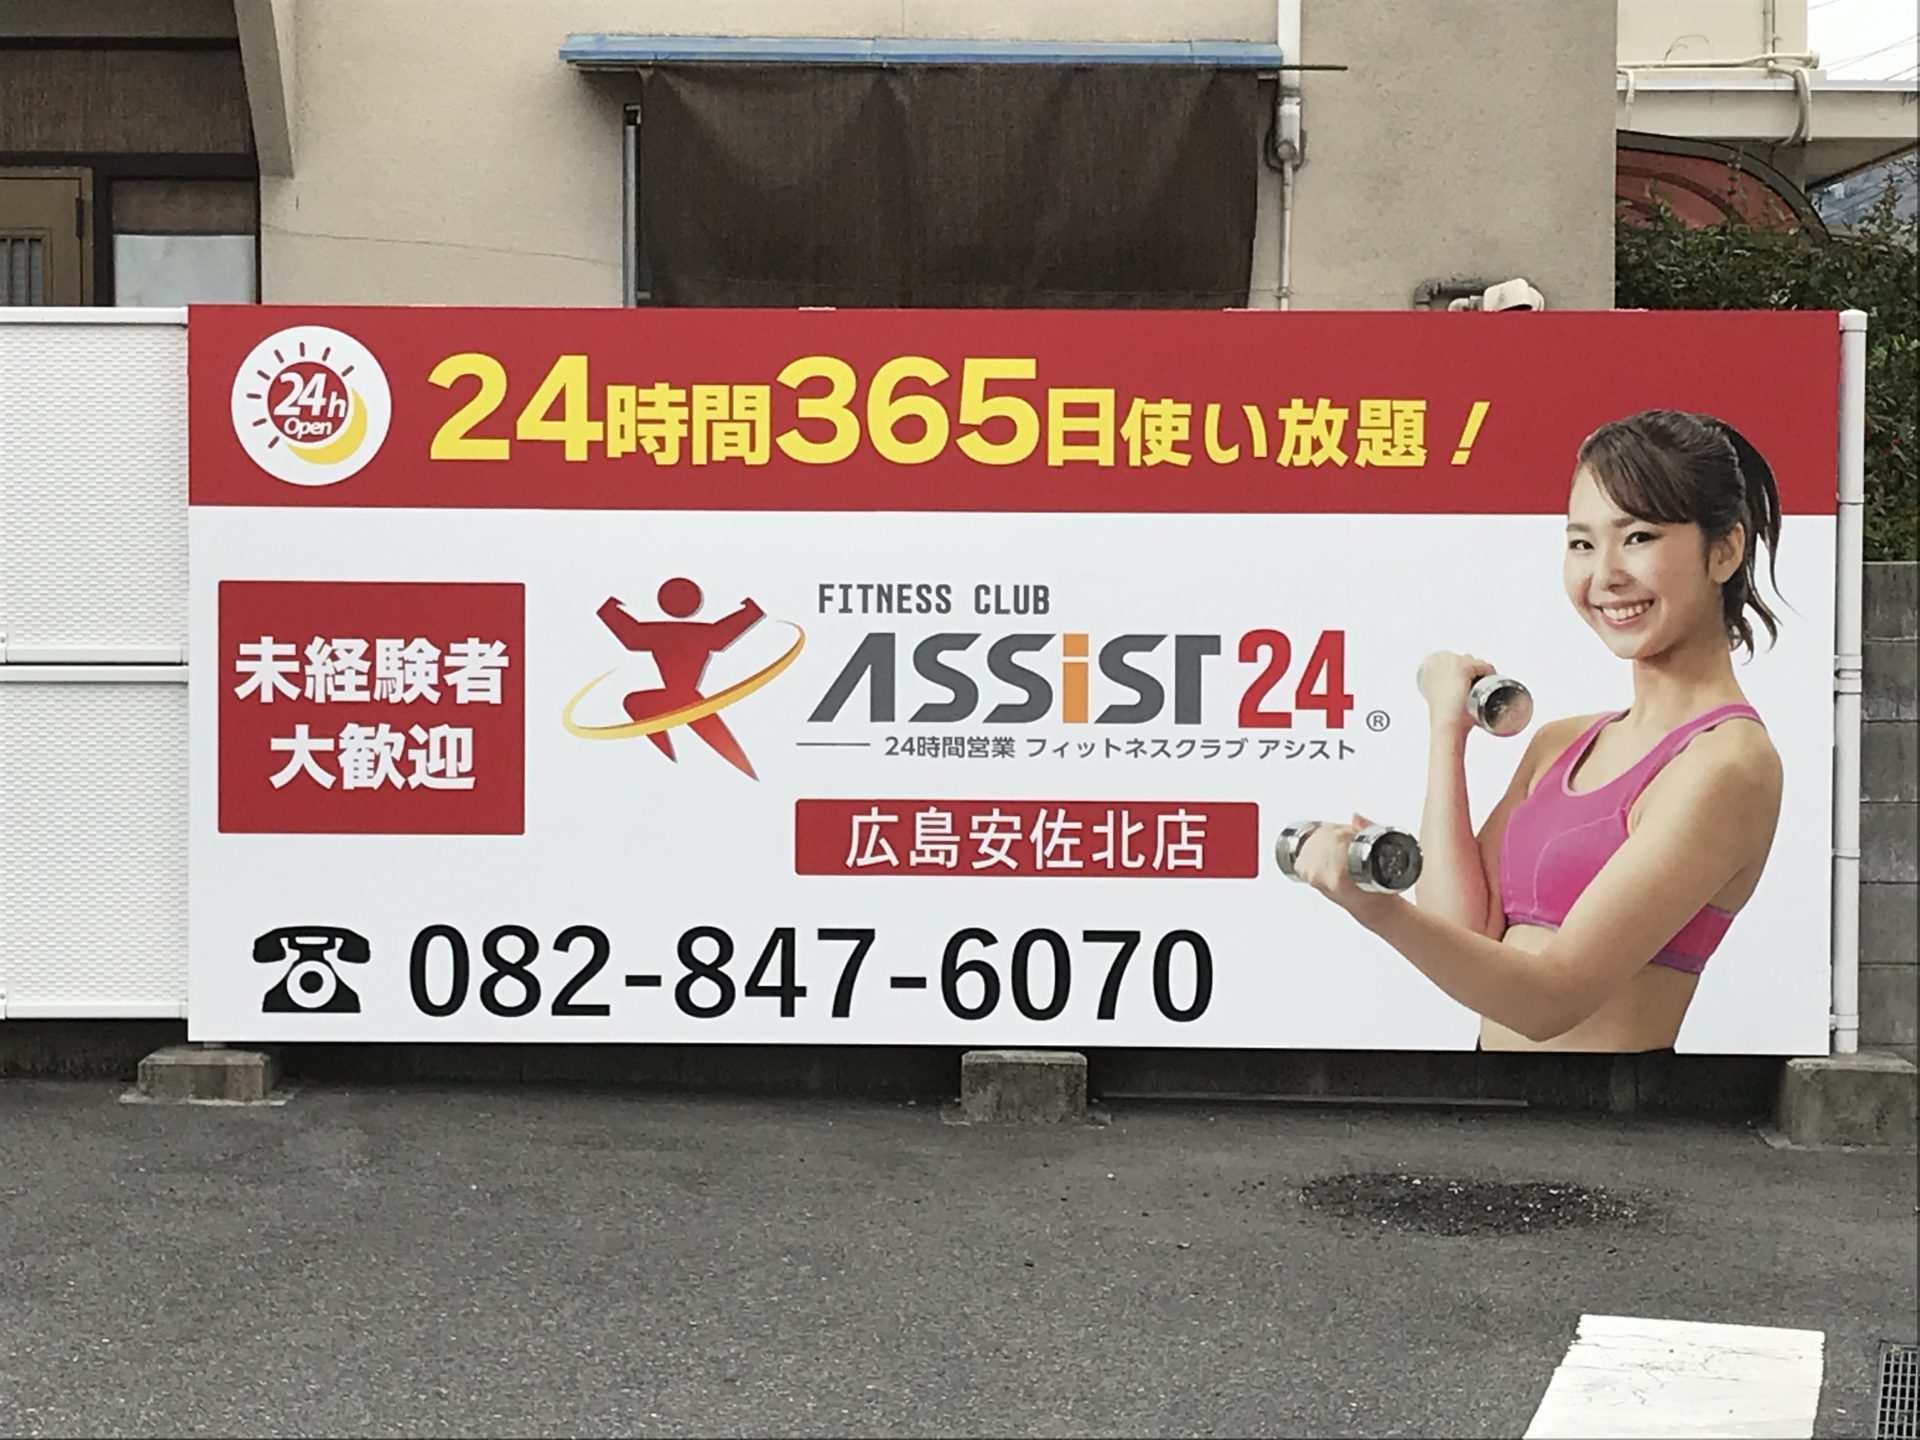 24h
Open
24時間365日使い放題！
未経験者
大歓迎
FITNESS CLUB
ASSiST 24 ®
24時間営業 フィットネスクラブ アシスト
広島安佐北店
082-847-6070